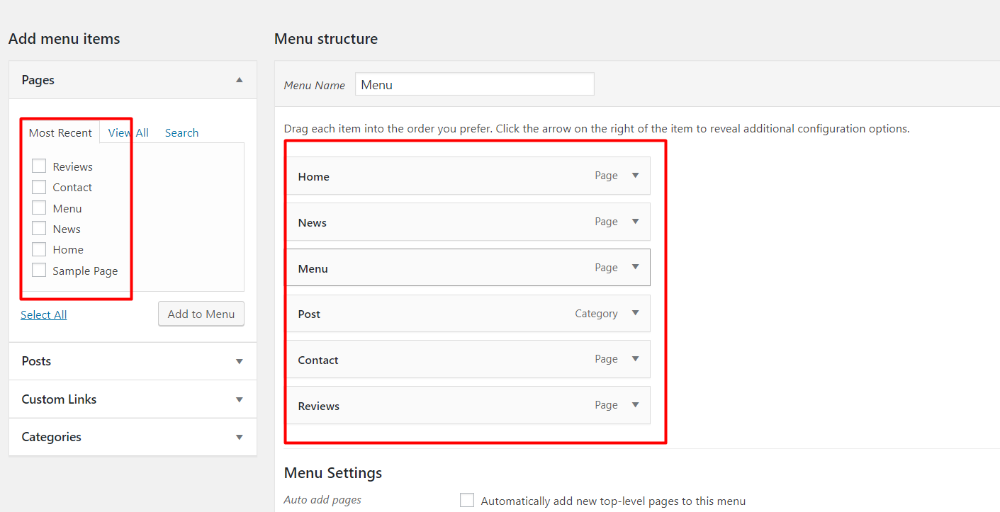 Add menu items
Pages
Most Recent View All Search
Reviews
Contact
Menu
News
Home
Sample Page
Select All Add to Menu
Posts
Custom Links
Categories
Menu structure
Menu Name Menu
Drag each item into the order you prefer. Click the arrow on the right of the item to reveal additional configuration options.
Home Page
News Page
Menu Page
Post Category
Contact Page
Reviews Page
Menu Settings
Auto add pages Automatically add new top-level pages to this menu